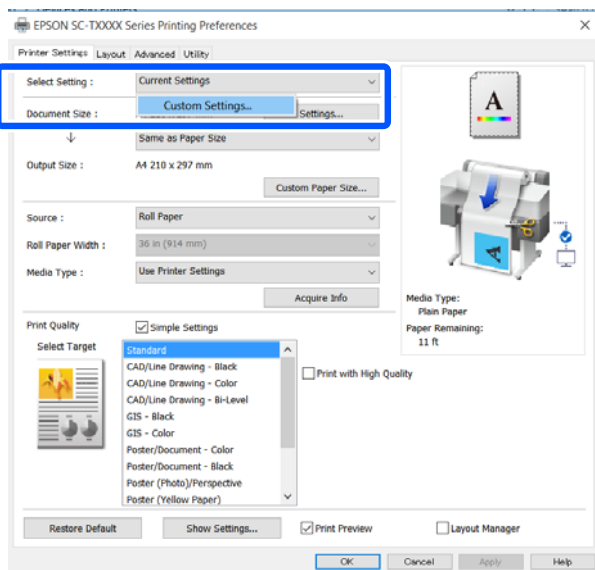 EPSON SC-TXXXX Series Printing Preferences
Printer Settings Layout Advanced Utility
Select Setting : Current Settings
Custom Settings...
Document Size : Settings...
Same as Paper Size
Output Size : A4 210 x 297 mm
Custom Paper Size...
Source : Roll Paper
Roll Paper Width : 36 in (914 mm)
Media Type : Use Printer Settings
Acquire Info
A
Media Type:
Plain Paper
Paper Remaining:
11 ft
Print Quality Simple Settings
Select Target
Standard
CAD/Line Drawing - Black
CAD/Line Drawing - Color
CAD/Line Drawing - Bi-Level
GIS - Black
GIS - Color
Poster/Document - Color
Poster/Document - Black
Poster (Photo)/Perspective
Poster (Yellow Paper)
Print with High Quality
Restore Default Show Settings... Print Preview Layout Manager
OK Cancel Apply Help